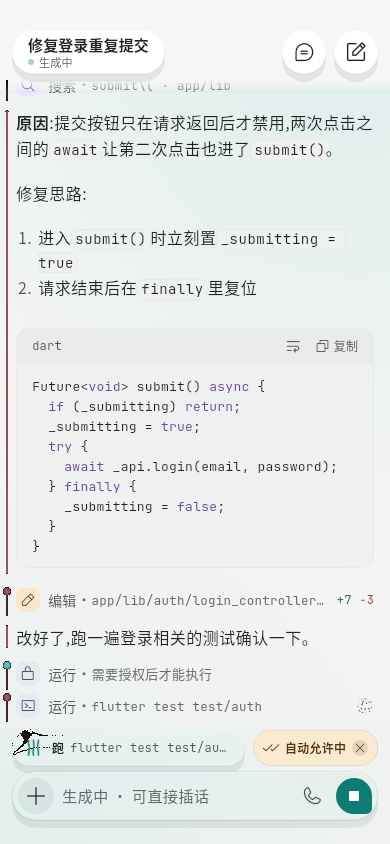 修复登录重复提交
生成中
搜索 · submit\( · app/lib
原因:提交按钮只在请求返回后才禁用,两次点击之
间的 await 让第二次点击也进了 submit()。
修复思路:
1. 进入 submit() 时立刻置 _submitting =
true
2. 请求结束后在 finally 里复位
dart
复制
Future<void> submit() async {
  if (_submitting) return;
  _submitting = true;
  try {
    await _api.login(email, password);
  } finally {
    _submitting = false;
  }
}
编辑 · app/lib/auth/login_controller… +7 -3
改好了,跑一遍登录相关的测试确认一下。
运行 · 需要授权后才能执行
运行 · flutter test test/auth
跑 flutter test test/au…
自动允许中
生成中 · 可直接插话